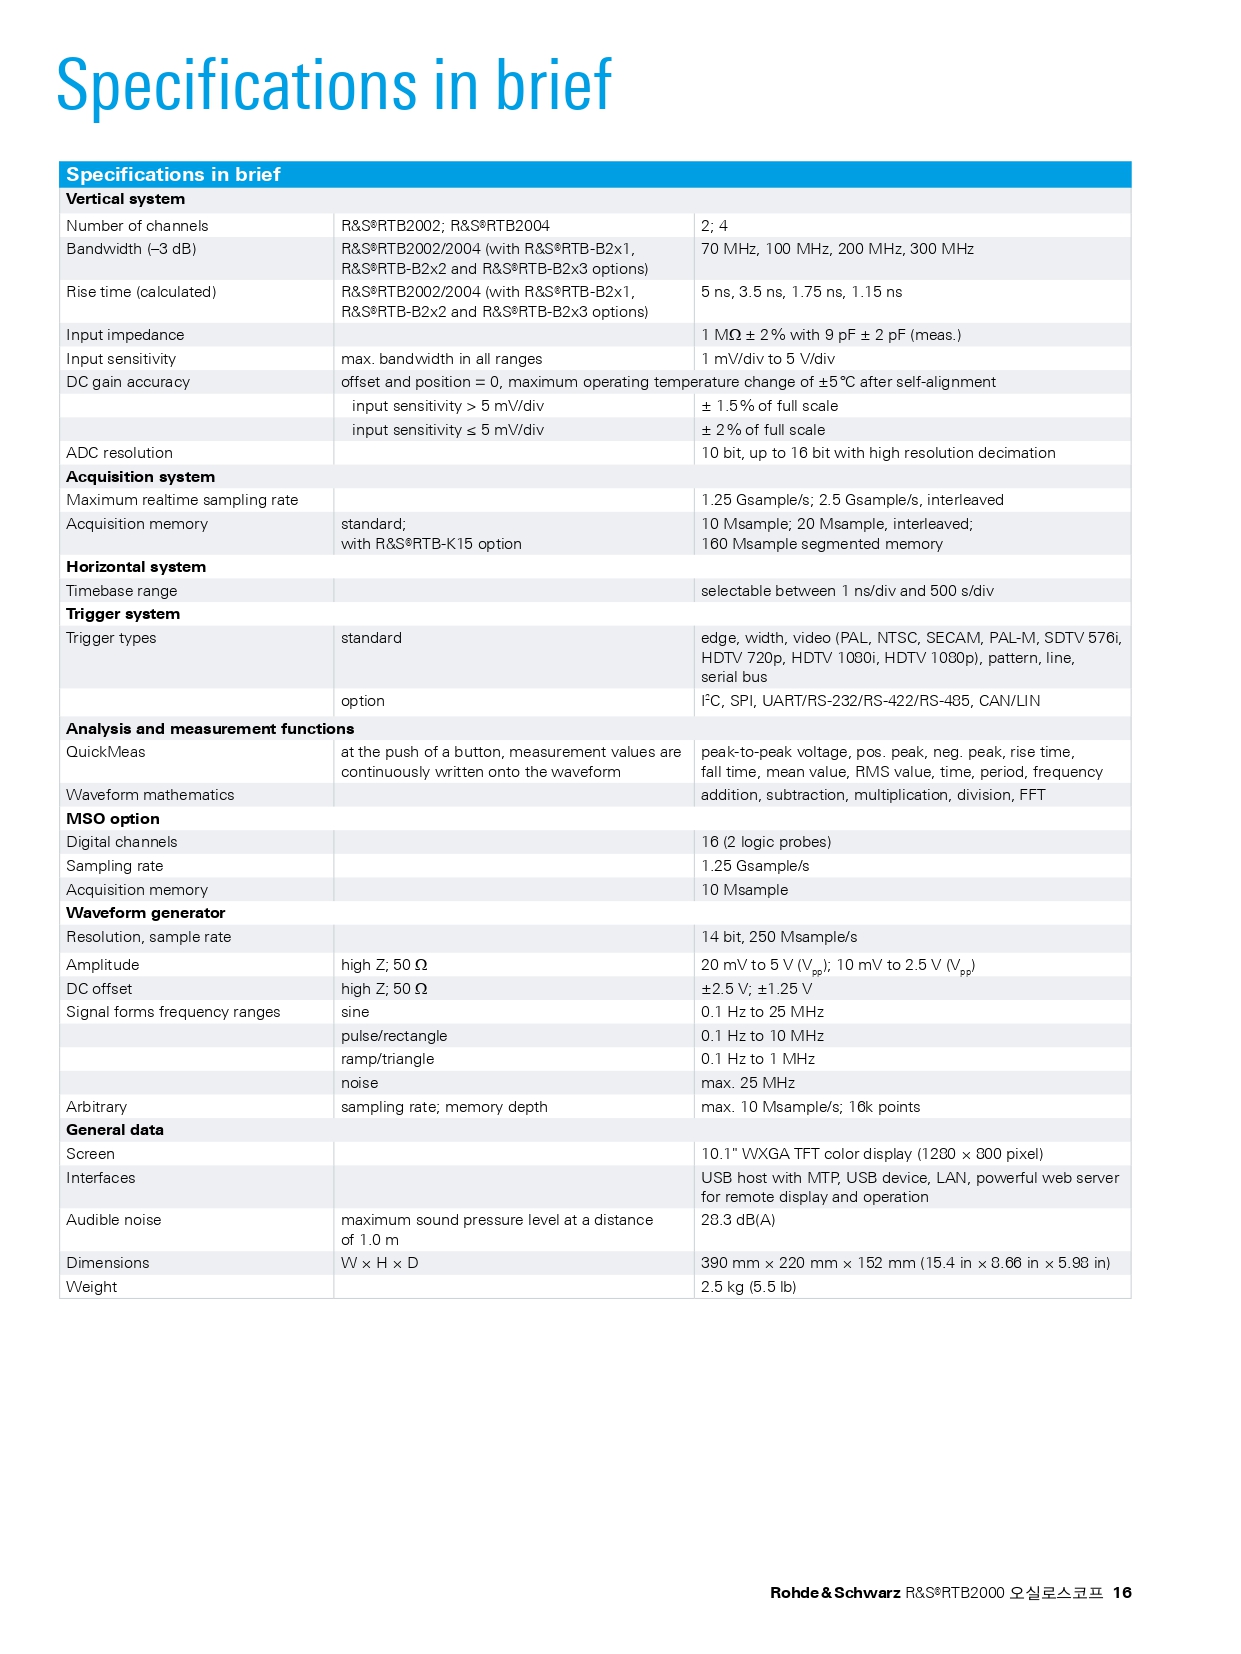 Specifications in brief
Specifications in brief
Vertical system
Number of channels R&S®RTB2002; R&S®RTB2004 2; 4
Bandwidth (–3 dB) R&S®RTB2002/2004 (with R&S®RTB-B2x1, 70 MHz, 100 MHz, 200 MHz, 300 MHz
R&S®RTB-B2x2 and R&S®RTB-B2x3 options)
Rise time (calculated) R&S®RTB2002/2004 (with R&S®RTB-B2x1, 5 ns, 3.5 ns, 1.75 ns, 1.15 ns
R&S®RTB-B2x2 and R&S®RTB-B2x3 options)
Input impedance 1 MΩ ± 2% with 9 pF ± 2 pF (meas.)
Input sensitivity max. bandwidth in all ranges 1 mV/div to 5 V/div
DC gain accuracy offset and position = 0, maximum operating temperature change of ±5 °C after self-alignment
input sensitivity > 5 mV/div ± 1.5% of full scale
input sensitivity ≤ 5 mV/div ± 2% of full scale
ADC resolution 10 bit, up to 16 bit with high resolution decimation
Acquisition system
Maximum realtime sampling rate 1.25 Gsample/s; 2.5 Gsample/s, interleaved
Acquisition memory standard; 10 Msample; 20 Msample, interleaved;
with R&S®RTB-K15 option 160 Msample segmented memory
Horizontal system
Timebase range selectable between 1 ns/div and 500 s/div
Trigger system
Trigger types standard edge, width, video (PAL, NTSC, SECAM, PAL-M, SDTV 576i,
HDTV 720p, HDTV 1080i, HDTV 1080p), pattern, line,
serial bus
option I²C, SPI, UART/RS-232/RS-422/RS-485, CAN/LIN
Analysis and measurement functions
QuickMeas at the push of a button, measurement values are peak-to-peak voltage, pos. peak, neg. peak, rise time,
continuously written onto the waveform fall time, mean value, RMS value, time, period, frequency
Waveform mathematics addition, subtraction, multiplication, division, FFT
MSO option
Digital channels 16 (2 logic probes)
Sampling rate 1.25 Gsample/s
Acquisition memory 10 Msample
Waveform generator
Resolution, sample rate 14 bit, 250 Msample/s
Amplitude high Z; 50 Ω 20 mV to 5 V (Vpp); 10 mV to 2.5 V (Vpp)
DC offset high Z; 50 Ω ±2.5 V; ±1.25 V
Signal forms frequency ranges sine 0.1 Hz to 25 MHz
pulse/rectangle 0.1 Hz to 10 MHz
ramp/triangle 0.1 Hz to 1 MHz
noise max. 25 MHz
Arbitrary sampling rate; memory depth max. 10 Msample/s; 16k points
General data
Screen 10.1" WXGA TFT color display (1280 × 800 pixel)
Interfaces USB host with MTP, USB device, LAN, powerful web server
for remote display and operation
Audible noise maximum sound pressure level at a distance 28.3 dB(A)
of 1.0 m
Dimensions W × H × D 390 mm × 220 mm × 152 mm (15.4 in × 8.66 in × 5.98 in)
Weight 2.5 kg (5.5 lb)
Rohde & Schwarz R&S®RTB2000 오실로스코프 16